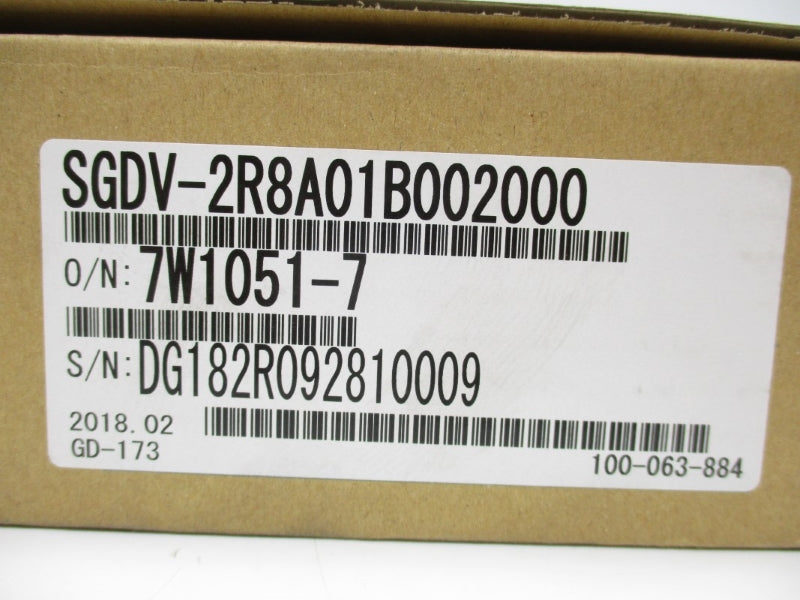 SGDV-2R8A01B002000
O/N: 7W1051-7
S/N: DG182R092810009
2018.02
GD-173
100-063-884